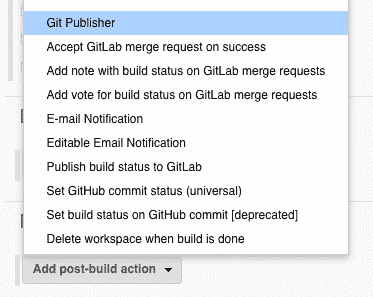 Git Publisher
Accept GitLab merge request on success
Add note with build status on GitLab merge requests
Add vote for build status on GitLab merge requests
E-mail Notification
Editable Email Notification
Publish build status to GitLab
Set GitHub commit status (universal)
Set build status on GitHub commit [deprecated]
Delete workspace when build is done
Add post-build action